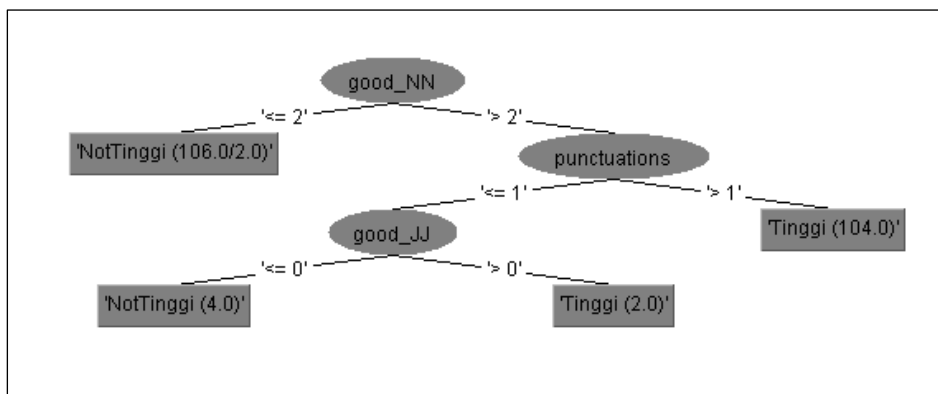 good_NN
'<= 2'
'> 2'
'NotTinggi (106.0/2.0)'
punctuations
'<= 1'
'> 1'
good_JJ
'Tinggi (104.0)'
'<= 0'
'> 0'
'NotTinggi (4.0)'
'Tinggi (2.0)'